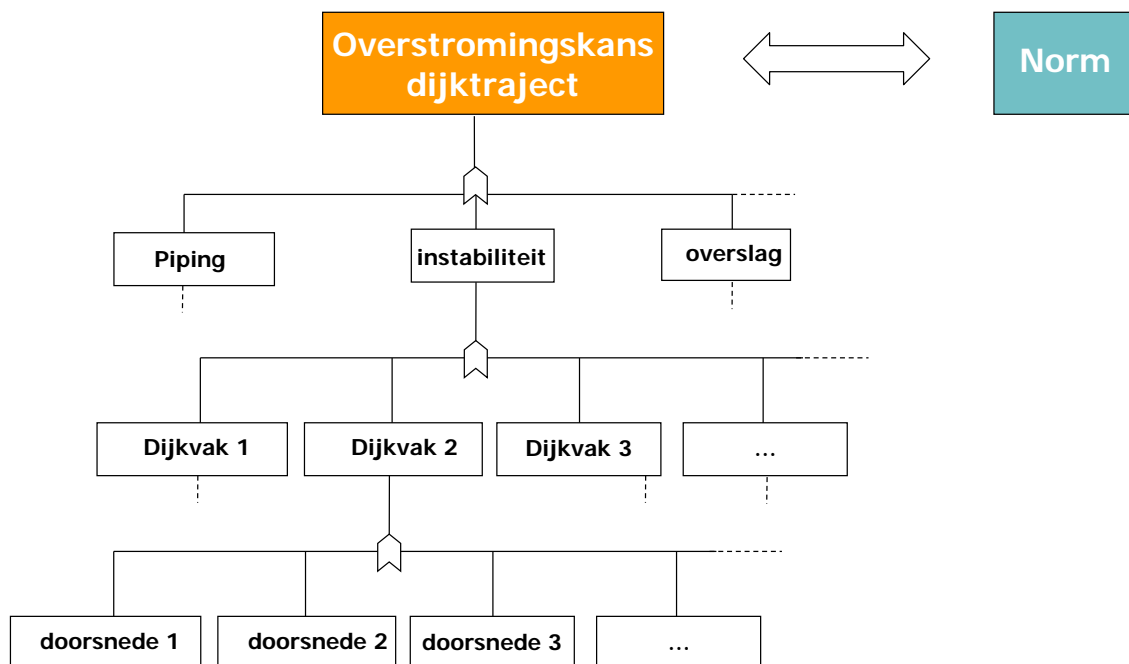 Overstromingskans
dijktraject
Norm
Piping
instabiliteit
overslag
Dijkvak 1
Dijkvak 2
Dijkvak 3
...
doorsnede 1
doorsnede 2
doorsnede 3
...